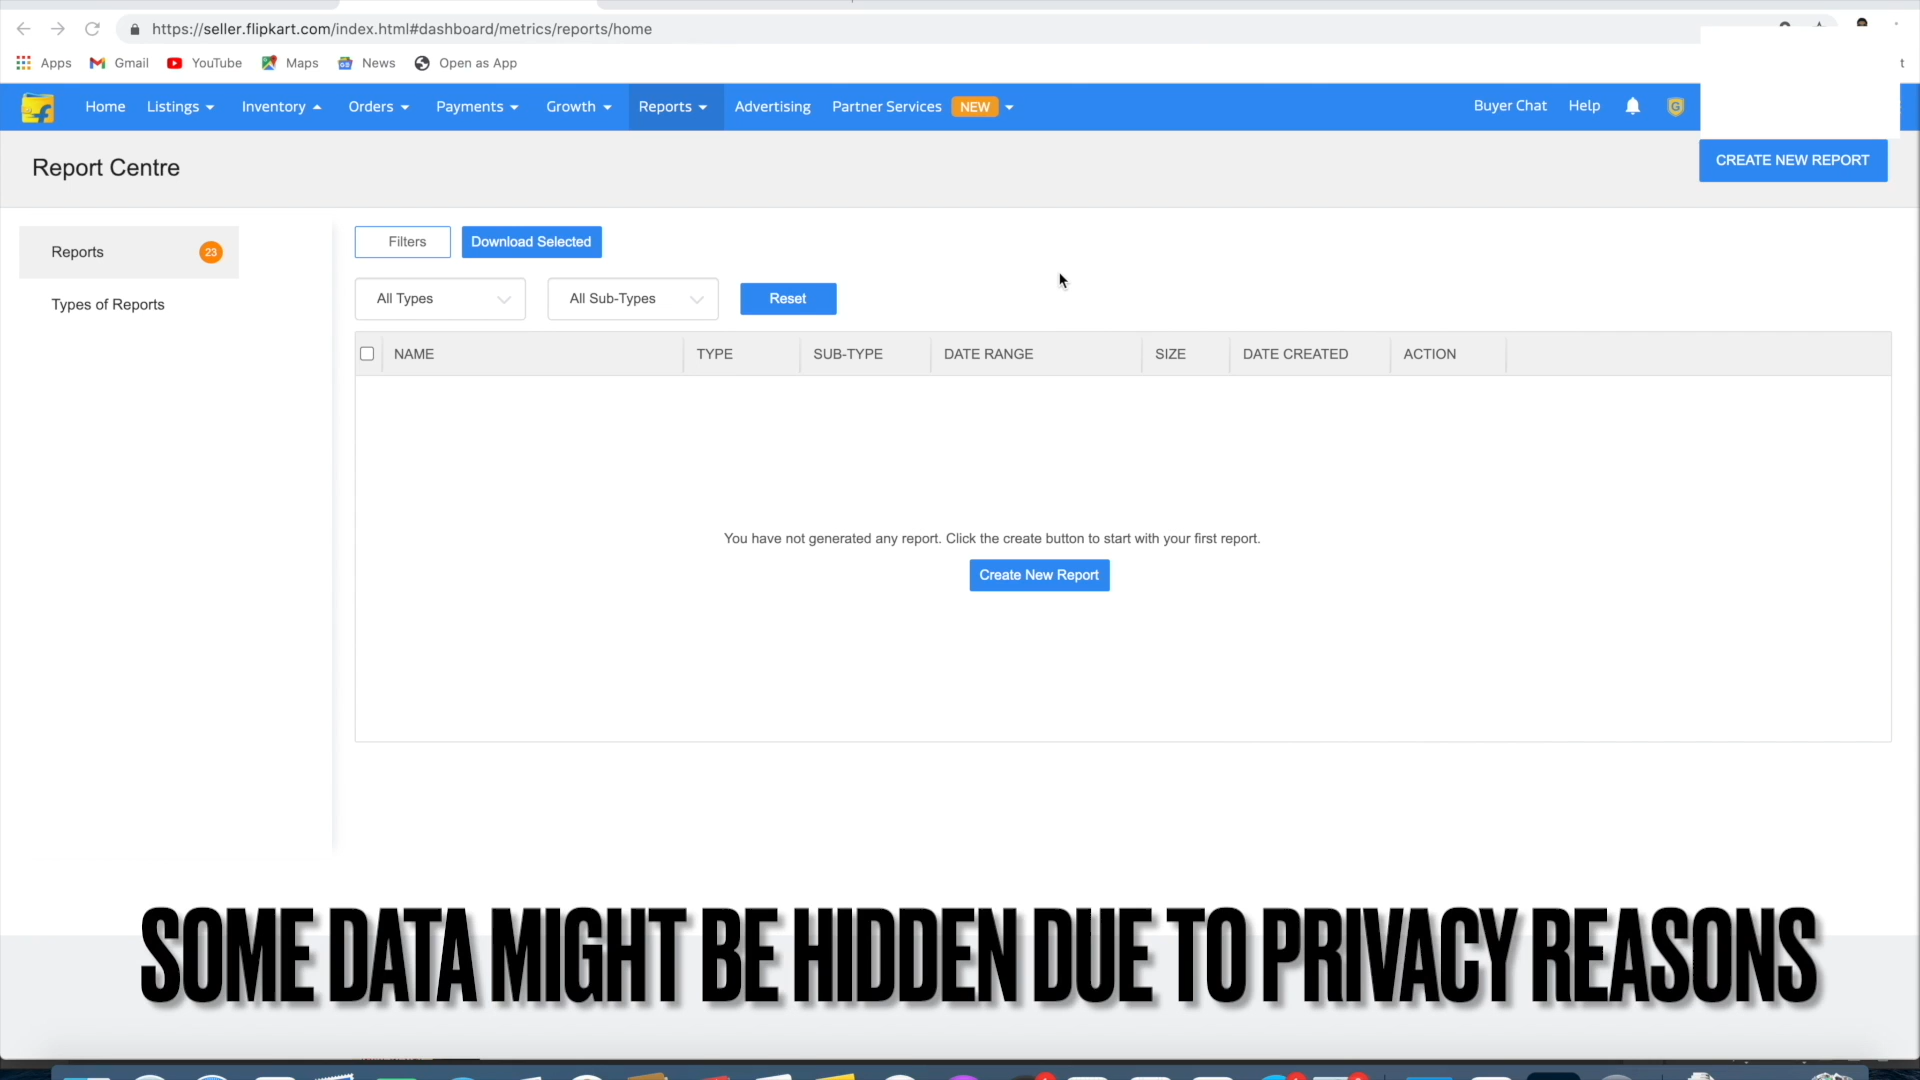 https://seller.flipkart.com/index.html#dashboard/metrics/reports/home
Apps Gmail YouTube Maps News Open as App
Home Listings Inventory Orders Payments Growth Reports Advertising Partner Services NEW Buyer Chat Help
Report Centre
CREATE NEW REPORT
Reports 23
Types of Reports
Filters Download Selected
All Types All Sub-Types Reset
NAME TYPE SUB-TYPE DATE RANGE SIZE DATE CREATED ACTION
You have not generated any report. Click the create button to start with your first report.
Create New Report
SOME DATA MIGHT BE HIDDEN DUE TO PRIVACY REASONS